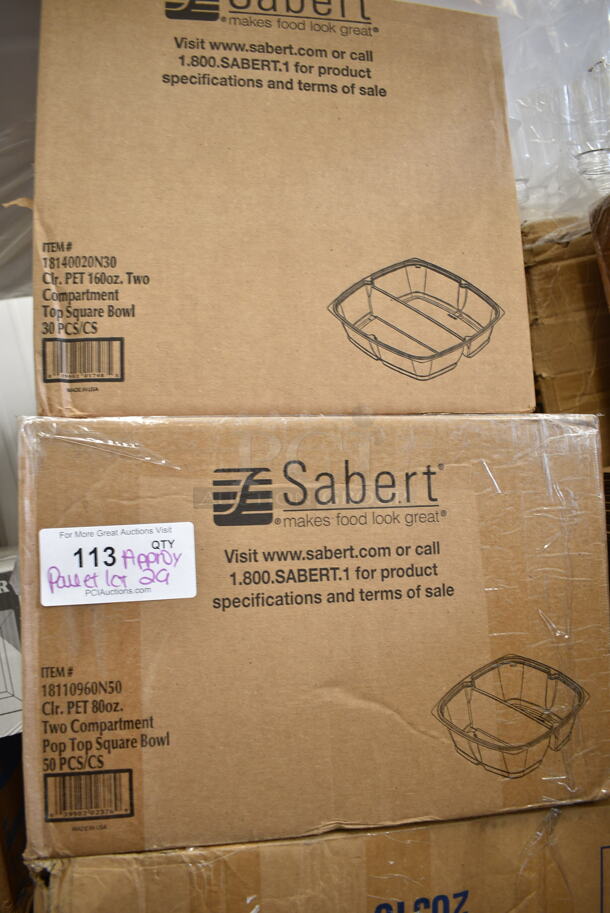 Sabert
makes food look great®
Visit www.sabert.com or call
1.800.SABERT.1 for product
specifications and terms of sale
ITEM #
18140020N30
Clr. PET 160oz. Two
Compartment
Top Square Bowl
30 PCS/CS
MADE IN USA
Sabert®
makes food look great®
For More Great Auctions Visit
QTY
113 Approx
Pallet lot 29
PCIAuctions.com
Visit www.sabert.com or call
1.800.SABERT.1 for product
specifications and terms of sale
ITEM #
18110960N50
Clr. PET 80oz.
Two Compartment
Pop Top Square Bowl
50 PCS/CS
MADE IN USA